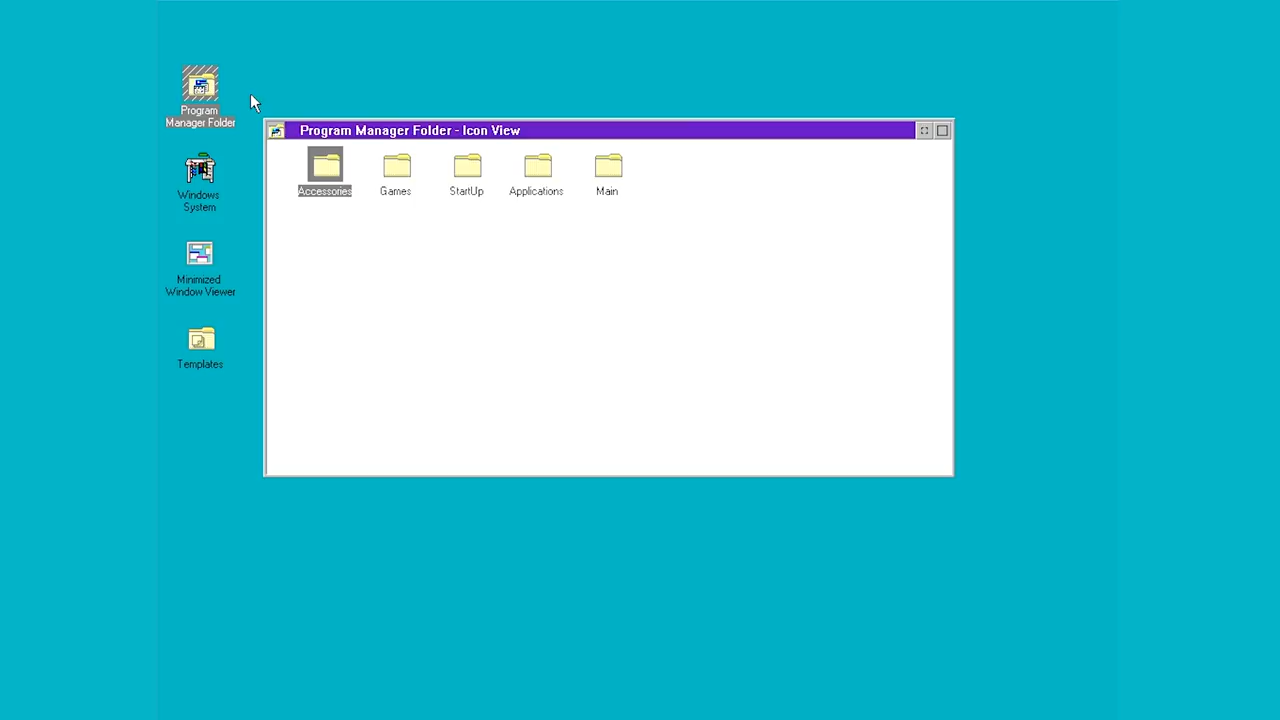 Program
Manager Folder
Program Manager Folder - Icon View
Accessories
Games
StartUp
Applications
Main
Windows
System
Minimized
Window Viewer
Templates